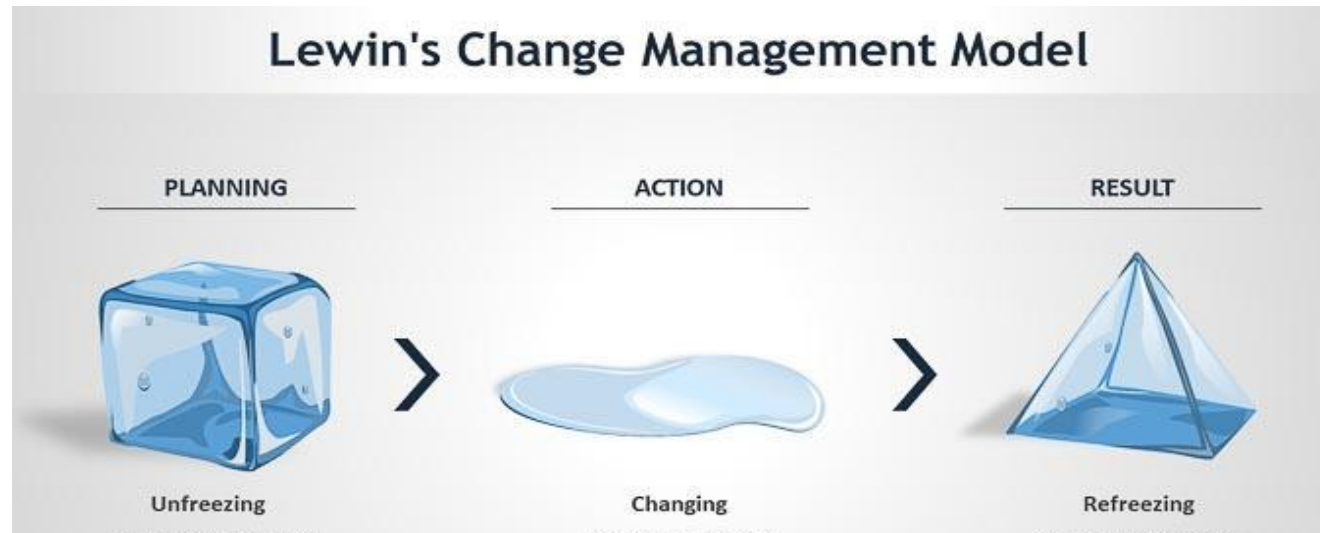 Lewin's Change Management Model
PLANNING
ACTION
RESULT
Unfreezing
Changing
Refreezing